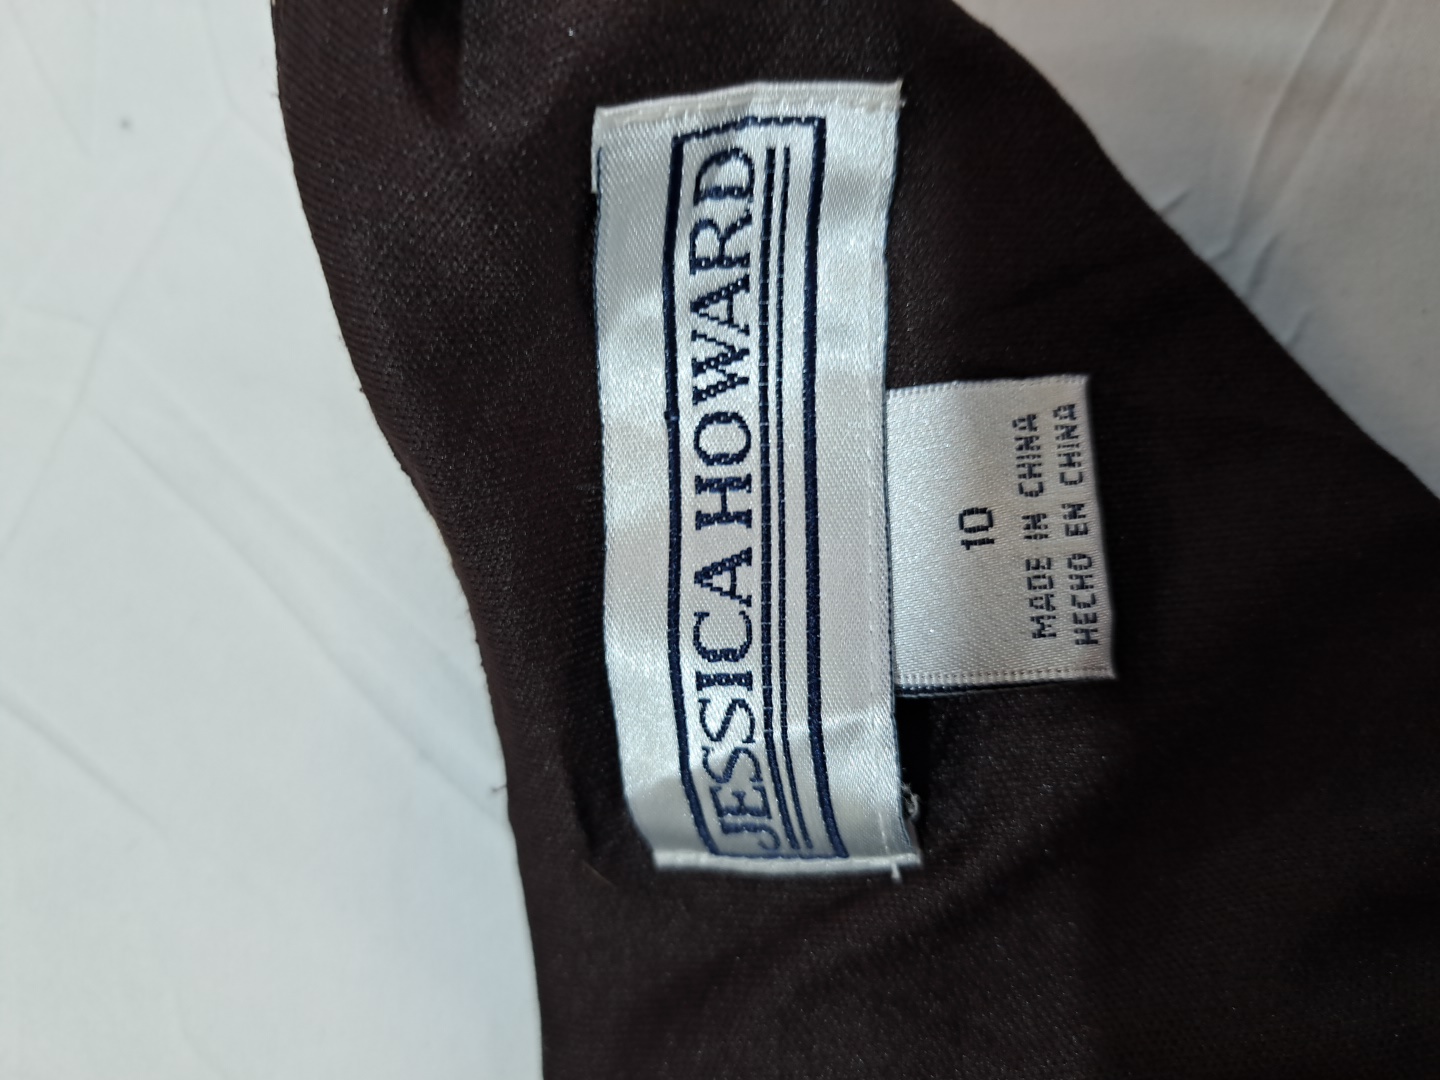 JESSICA HOWARD
10
MADE IN CHINA
HECHO EN CHINA